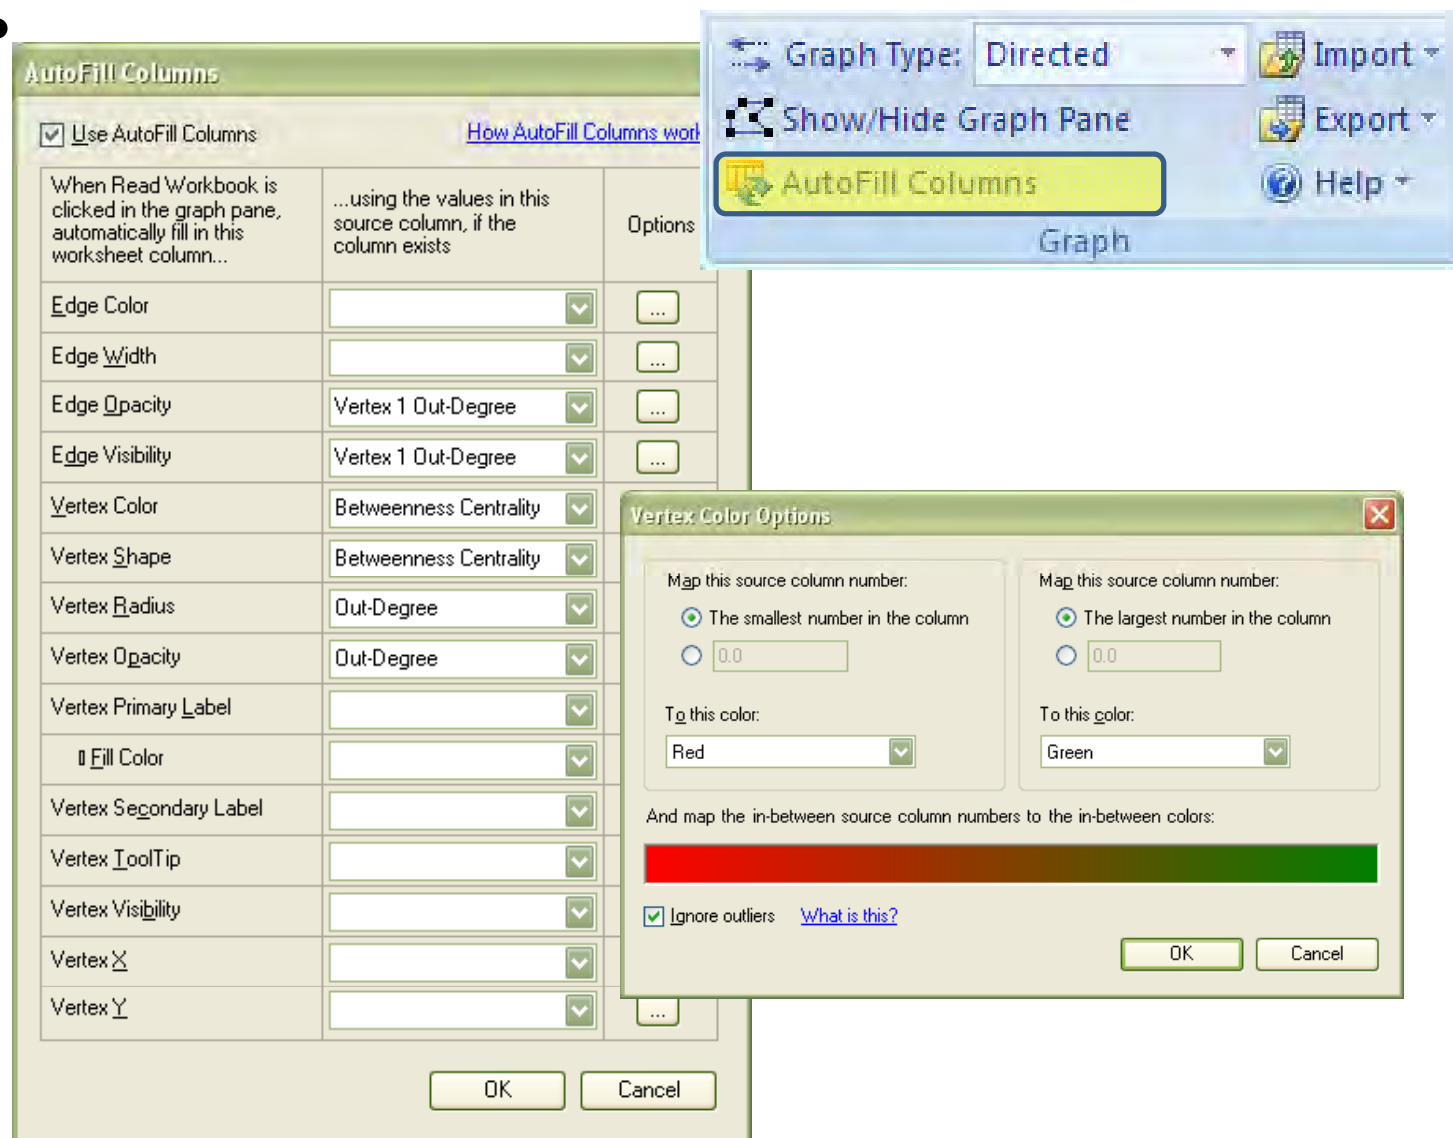 Graph Type: Directed
Import
Show/Hide Graph Pane
Export
AutoFill Columns
Help
Graph
AutoFill Columns
Use AutoFill Columns
How AutoFill Columns work
When Read Workbook is
clicked in the graph pane,
automatically fill in this
worksheet column...
...using the values in this
source column, if the
column exists
Options
Edge Color
...
Edge Width
...
Edge Opacity
Vertex 1 Out-Degree
...
Edge Visibility
Vertex 1 Out-Degree
...
Vertex Color
Betweenness Centrality
Vertex Shape
Betweenness Centrality
Vertex Radius
Out-Degree
Vertex Opacity
Out-Degree
Vertex Primary Label
Fill Color
Vertex Secondary Label
Vertex ToolTip
Vertex Visibility
Vertex X
Vertex Y
...
OK
Cancel
Vertex Color Options
Map this source column number:
The smallest number in the column
0.0
To this color:
Red
Map this source column number:
The largest number in the column
0.0
To this color:
Green
And map the in-between source column numbers to the in-between colors:
Ignore outliers
What is this?
OK
Cancel